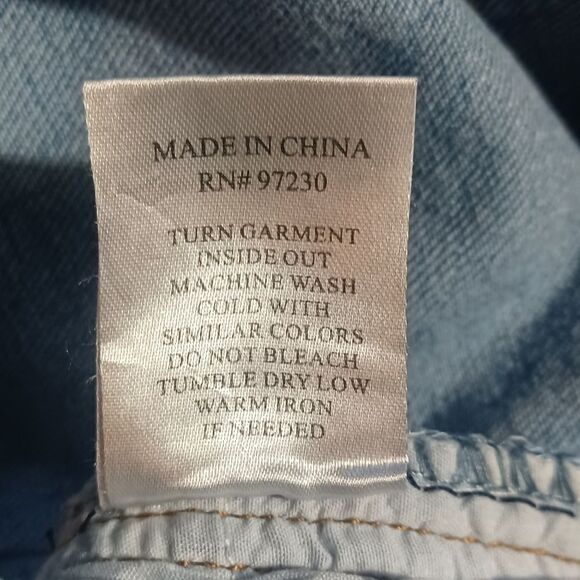 MADE IN CHINA
RN# 97230
TURN GARMENT
INSIDE OUT
MACHINE WASH
COLD WITH
SIMILAR COLORS
DO NOT BLEACH
TUMBLE DRY LOW
WARM IRON
IF NEEDED